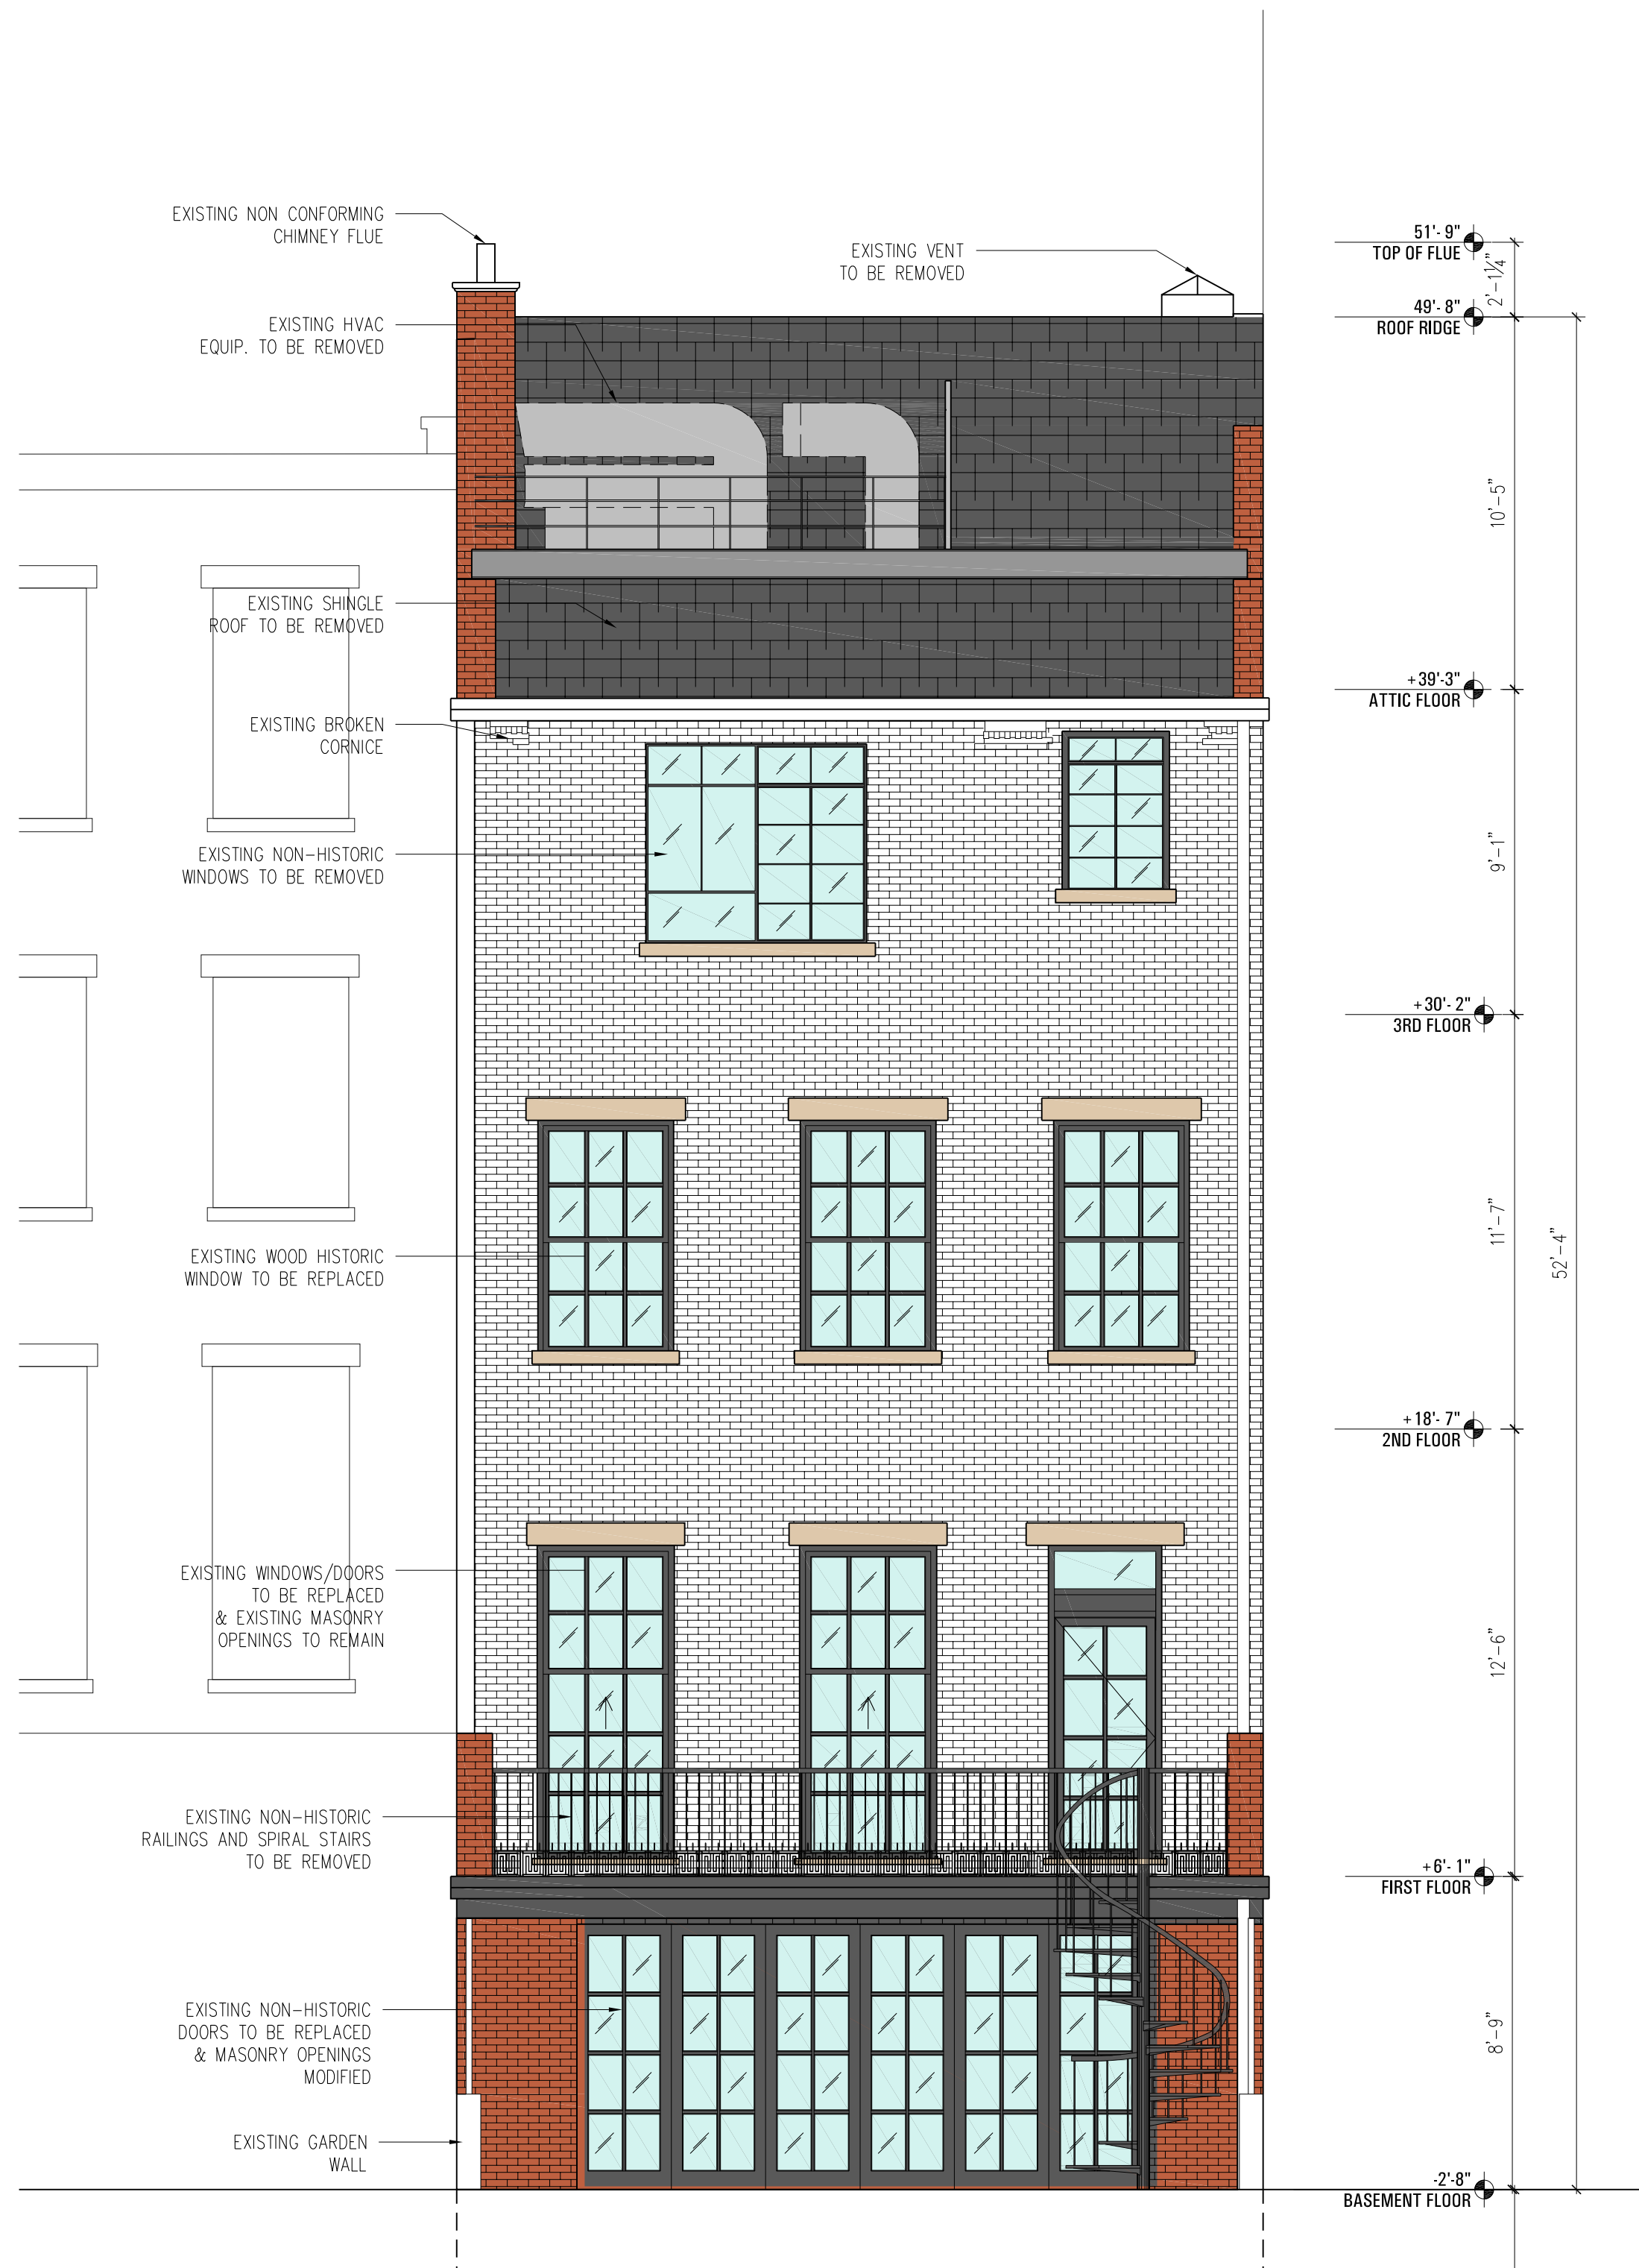 EXISTING NON CONFORMING
CHIMNEY FLUE
EXISTING VENT
TO BE REMOVED
51'- 9"
TOP OF FLUE
2'-1¼"
49'- 8"
ROOF RIDGE
EXISTING HVAC
EQUIP. TO BE REMOVED
10'-5"
EXISTING SHINGLE
ROOF TO BE REMOVED
+39'-3"
ATTIC FLOOR
EXISTING BROKEN
CORNICE
EXISTING NON-HISTORIC
WINDOWS TO BE REMOVED
9'-1"
+30'- 2"
3RD FLOOR
11'-7"
52'-4"
EXISTING WOOD HISTORIC
WINDOW TO BE REPLACED
+18'- 7"
2ND FLOOR
EXISTING WINDOWS/DOORS
TO BE REPLACED
& EXISTING MASONRY
OPENINGS TO REMAIN
12'-6"
EXISTING NON-HISTORIC
RAILINGS AND SPIRAL STAIRS
TO BE REMOVED
+6'- 1"
FIRST FLOOR
EXISTING NON-HISTORIC
DOORS TO BE REPLACED
& MASONRY OPENINGS
MODIFIED
8'-9"
EXISTING GARDEN
WALL
-2'-8"
BASEMENT FLOOR